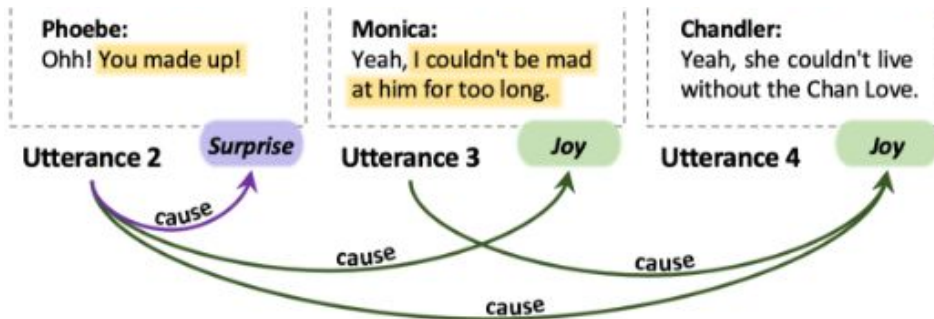 Phoebe:
Ohh! You made up!
Monica:
Yeah, I couldn't be mad
at him for too long.
Chandler:
Yeah, she couldn't live
without the Chan Love.
Utterance 2
Surprise
Utterance 3
Joy
Utterance 4
Joy
cause
cause
cause
cause